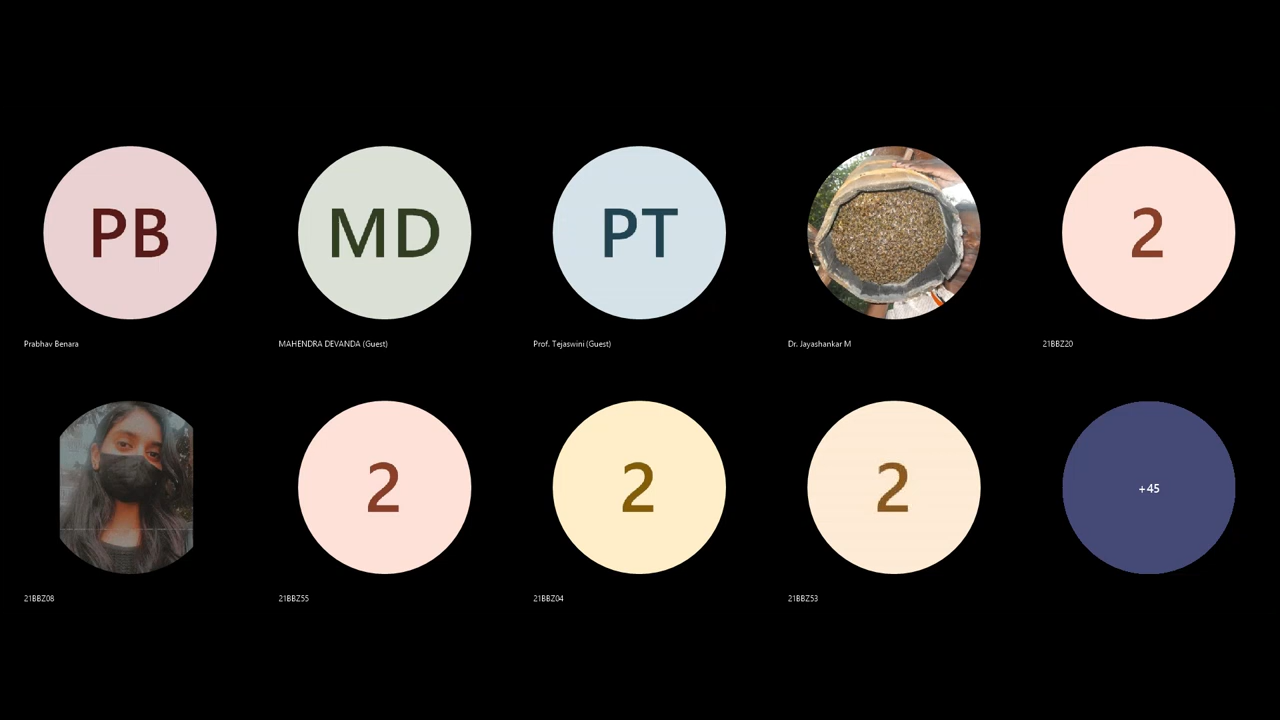 PB
MD
PT
2
Prabhav Benara
MAHENDRA DEVANDA (Guest)
Prof. Tejaswini (Guest)
Dr. Jayashankar M
21BBZ20
2
2
2
+45
21BBZ08
21BBZ55
21BBZ04
21BBZ53